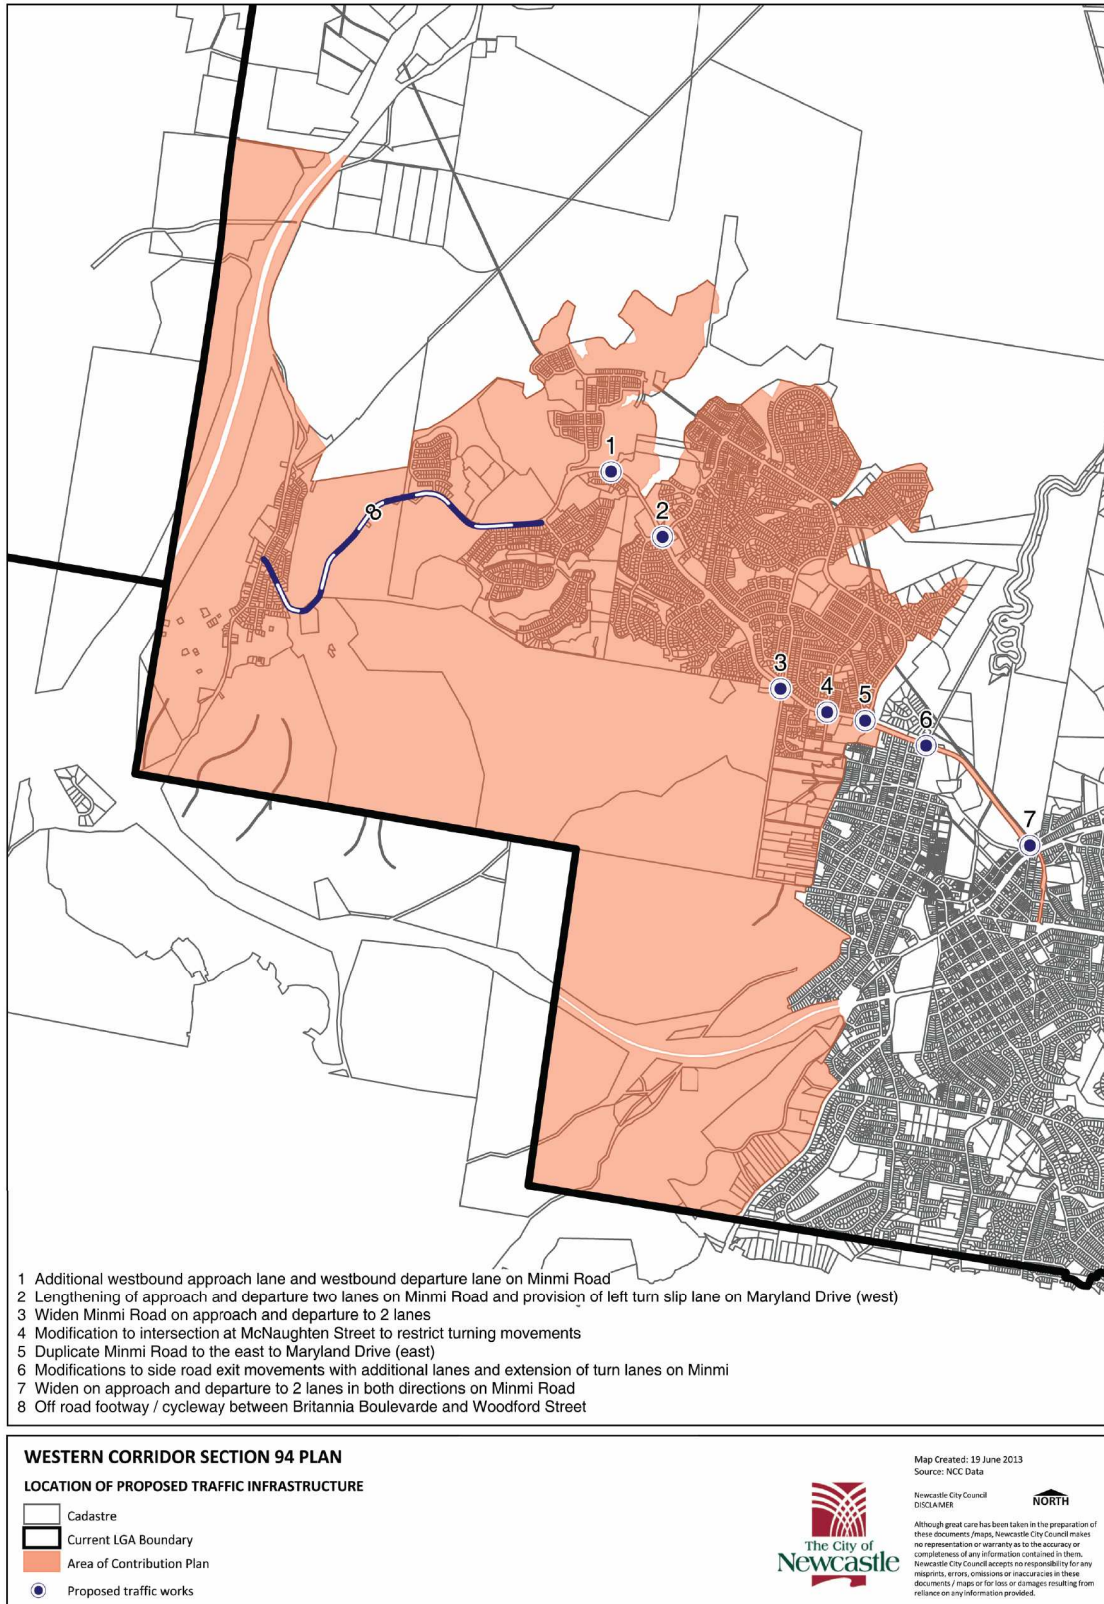 1
2
8
3
4
5
6
7
1 Additional westbound approach lane and westbound departure lane on Minmi Road
2 Lengthening of approach and departure two lanes on Minmi Road and provision of left turn slip lane on Maryland Drive (west)
3 Widen Minmi Road on approach and departure to 2 lanes
4 Modification to intersection at McNaughten Street to restrict turning movements
5 Duplicate Minmi Road to the east to Maryland Drive (east)
6 Modifications to side road exit movements with additional lanes and extension of turn lanes on Minmi
7 Widen on approach and departure to 2 lanes in both directions on Minmi Road
8 Off road footway / cycleway between Britannia Boulevarde and Woodford Street
WESTERN CORRIDOR SECTION 94 PLAN
LOCATION OF PROPOSED TRAFFIC INFRASTRUCTURE
Cadastre
Current LGA Boundary
Area of Contribution Plan
Proposed traffic works
The City of
Newcastle
Map Created: 19 June 2013
Source: NCC Data
Newcastle City Council
DISCLAIMER
NORTH
Although great care has been taken in the preparation of
these documents /maps, Newcastle City Council makes
no representation or warranty as to the accuracy or
completeness of any information contained in them.
Newcastle City Council accepts no responsibility for any
misprints, errors, omissions or inaccuracies in these
documents / maps or for loss or damages resulting from
reliance on any information provided.